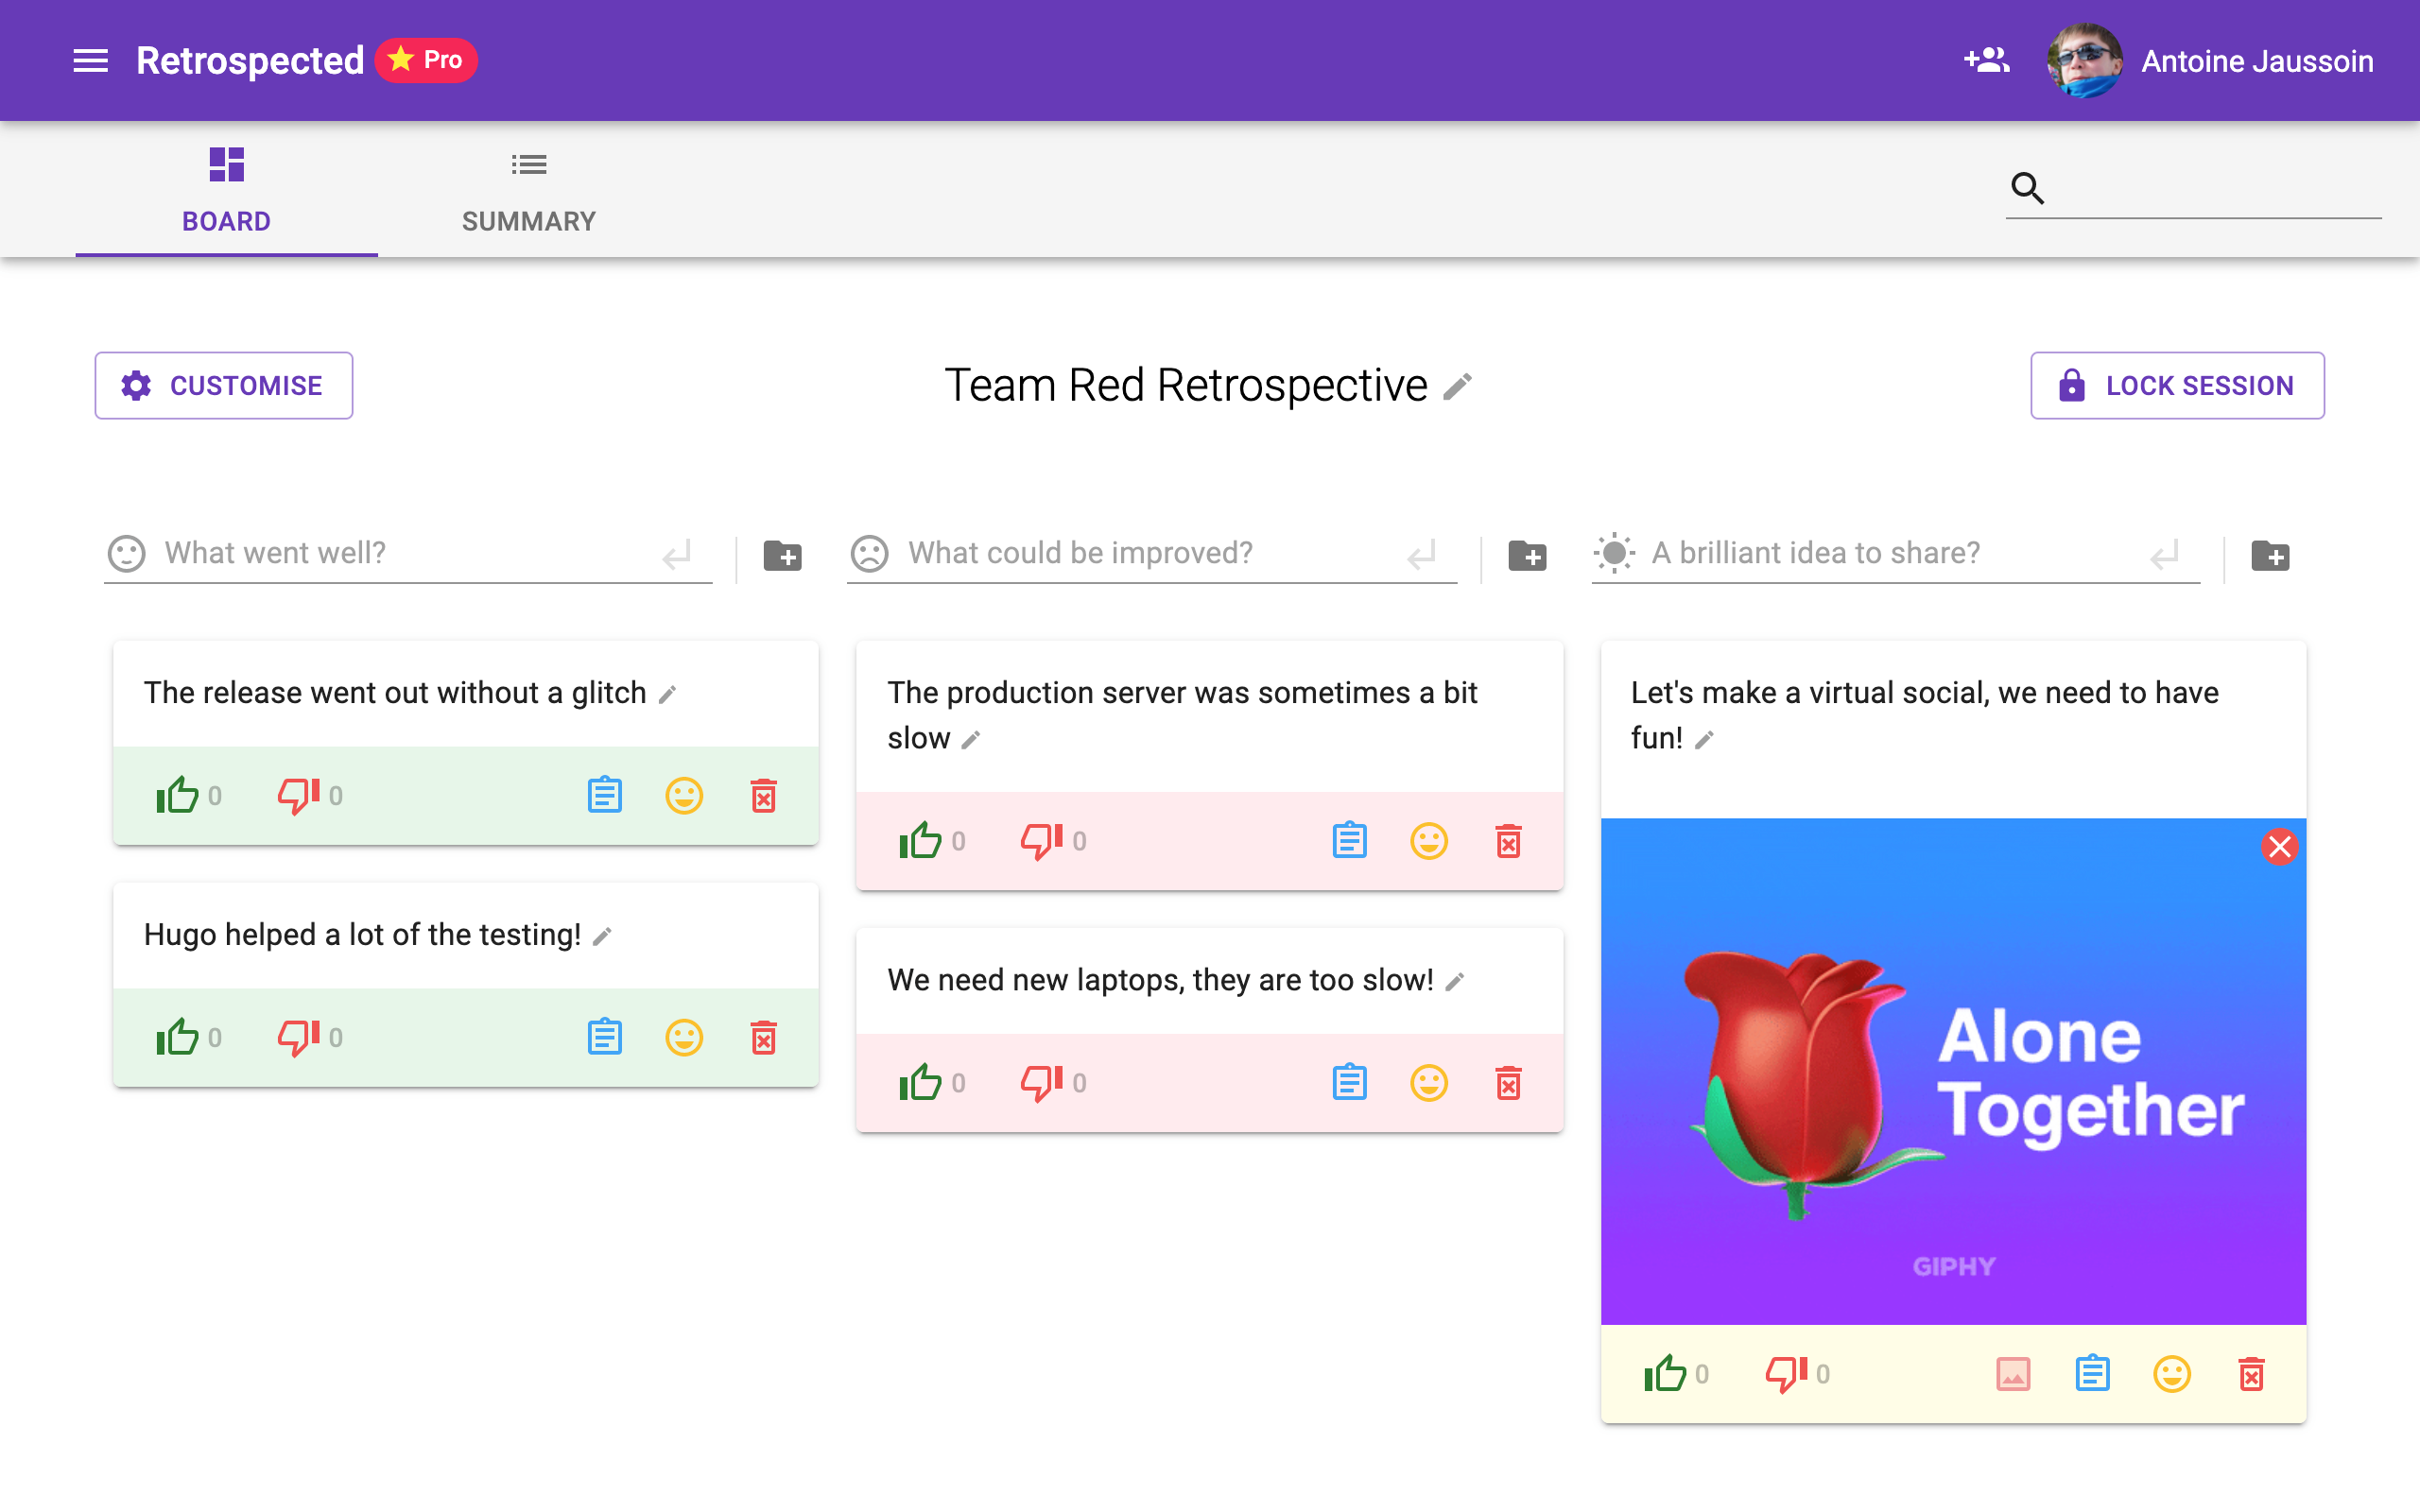 Retrospected
Pro
Antoine Jaussoin
BOARD
SUMMARY
CUSTOMISE
Team Red Retrospective
LOCK SESSION
What went well?
What could be improved?
A brilliant idea to share?
The release went out without a glitch
0
0
Hugo helped a lot of the testing!
0
0
The production server was sometimes a bit
slow
0
0
We need new laptops, they are too slow!
0
0
Let's make a virtual social, we need to have
fun!
Alone
Together
GIPHY
0
0